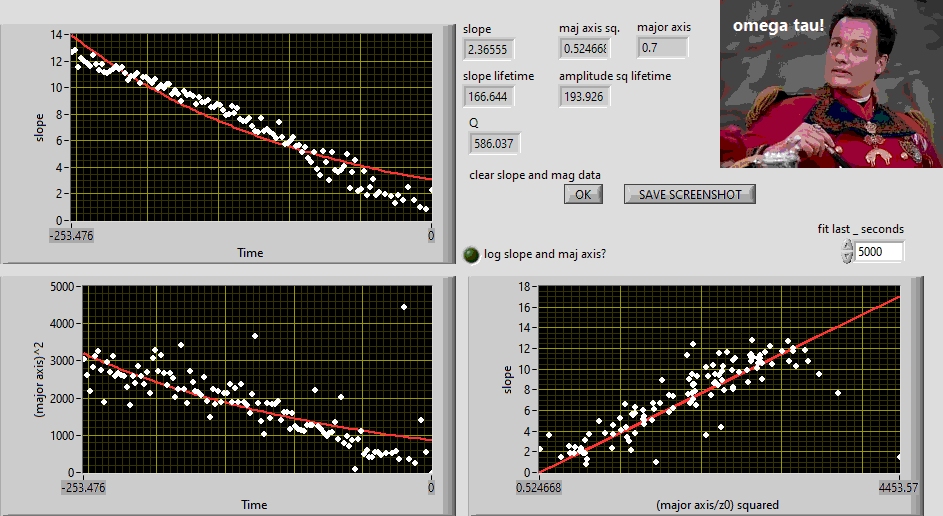 omega tau!
slope
maj axis sq.
major axis
2.36555
0.524668
0.7
slope lifetime
amplitude sq lifetime
166.644
193.926
Q
586.037
clear slope and mag data
OK
SAVE SCREENSHOT
fit last _ seconds
5000
log slope and maj axis?
14
12
10
8
6
4
2
0
slope
-253.476
0
Time
5000
4000
3000
2000
1000
0
(major axis)^2
-253.476
0
Time
18
16
14
12
10
8
6
4
2
0
slope
0.524668
4453.57
(major axis/z0) squared